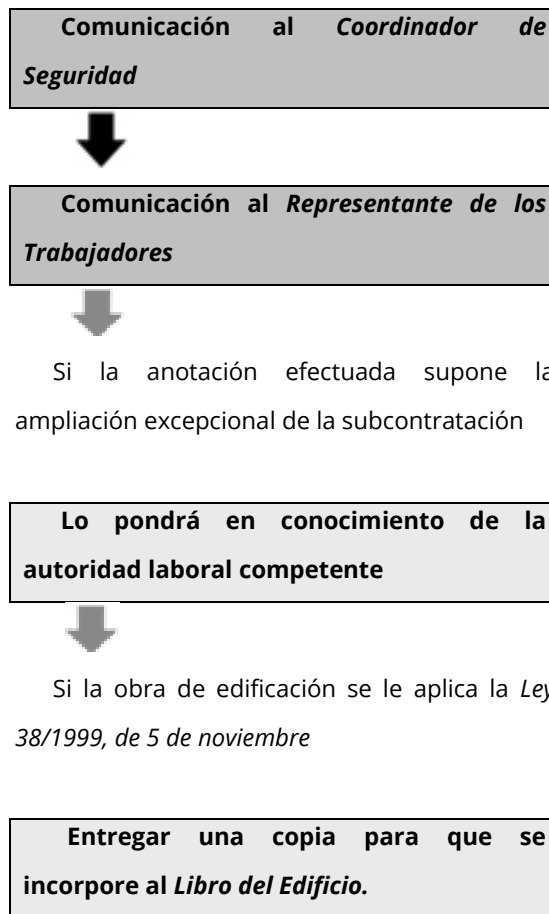 Comunicación al Coordinador de
Seguridad
Comunicación al Representante de los
Trabajadores
Si la anotación efectuada supone la
ampliación excepcional de la subcontratación
Lo pondrá en conocimiento de la
autoridad laboral competente
Si la obra de edificación se le aplica la Ley
38/1999, de 5 de noviembre
Entregar una copia para que se
incorpore al Libro del Edificio.